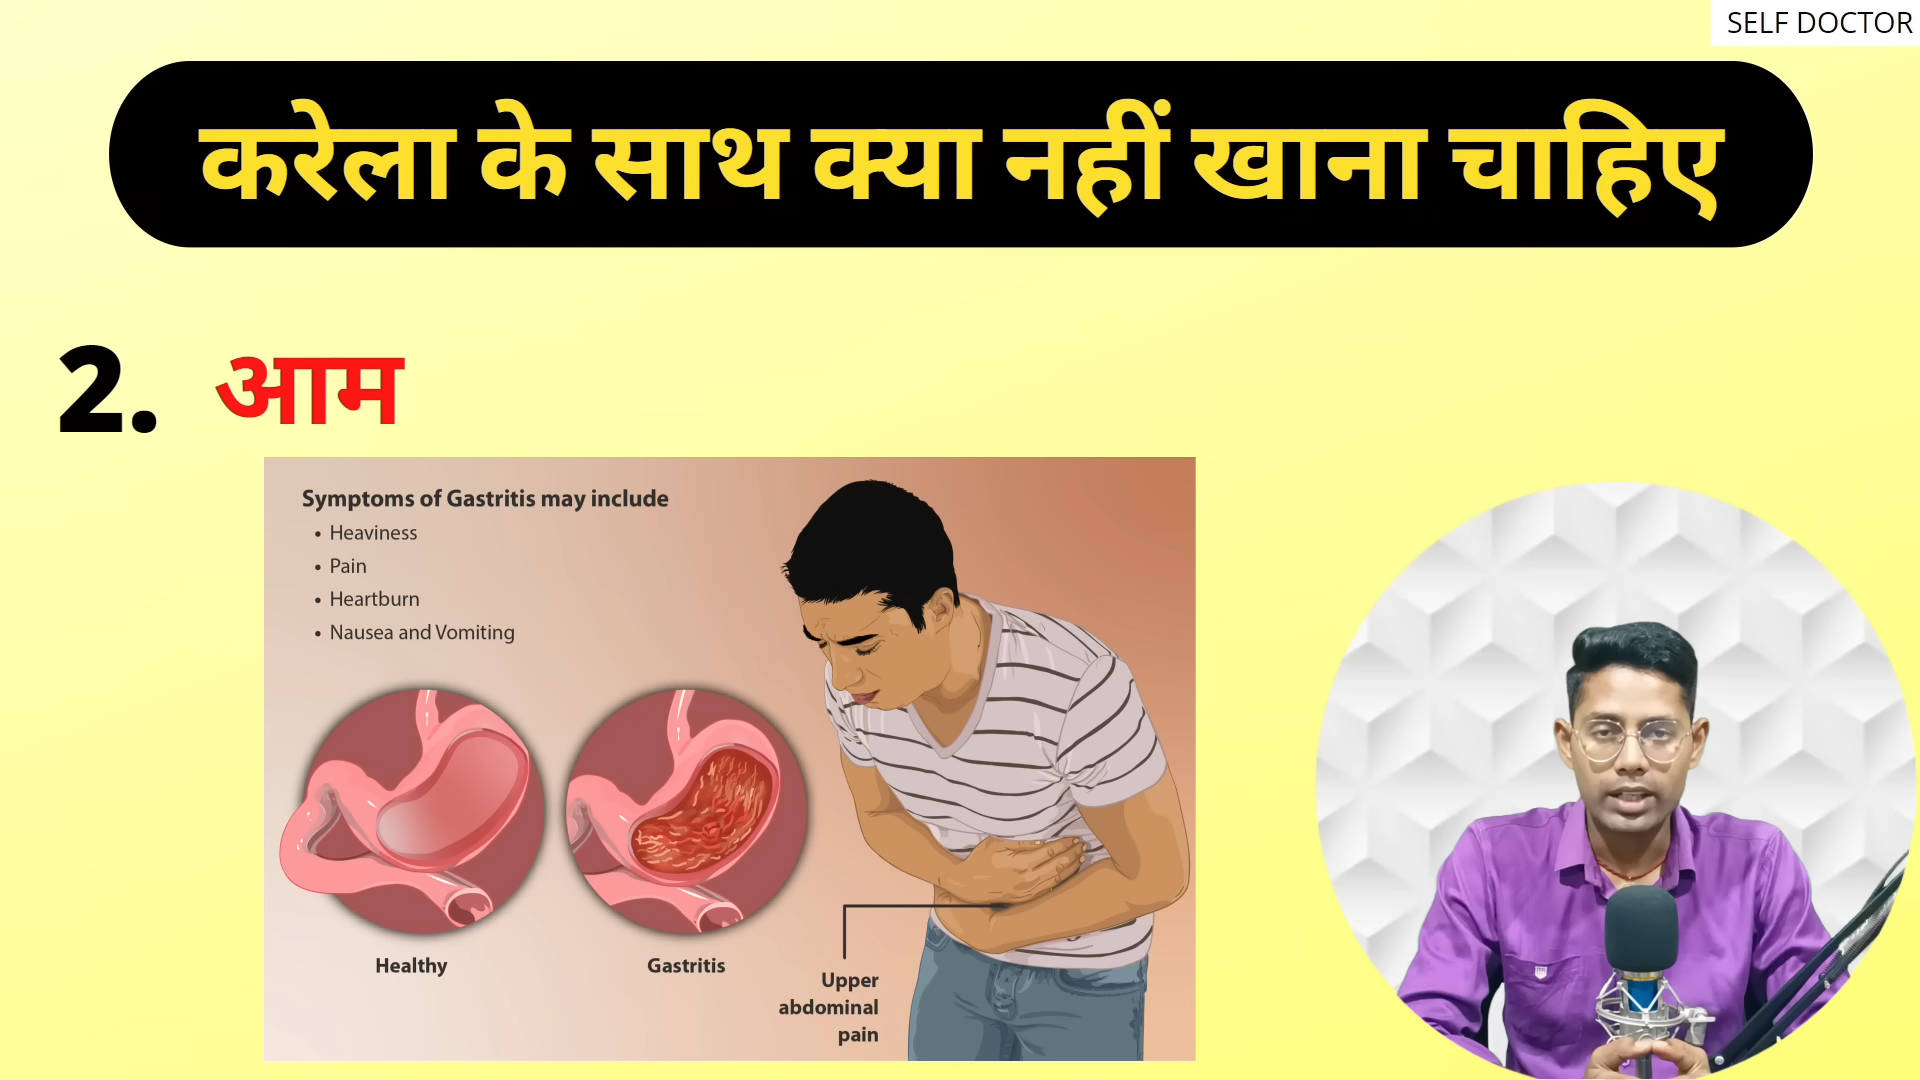 SELF DOCTOR
करेला के साथ क्या नहीं खाना चाहिए
2. आम
Symptoms of Gastritis may include
• Heaviness
• Pain
• Heartburn
• Nausea and Vomiting
Healthy
Gastritis
Upper
abdominal
pain